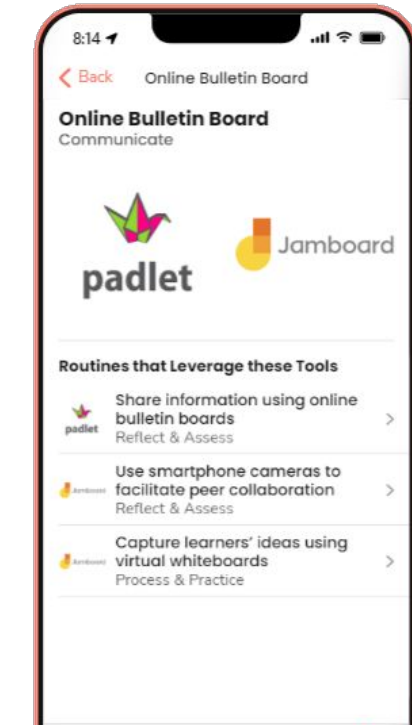 8:14
Back Online Bulletin Board
Online Bulletin Board
Communicate
padlet
Jamboard
Routines that Leverage these Tools
Share information using online
bulletin boards
padlet
Reflect & Assess
Use smartphone cameras to
Jamboard facilitate peer collaboration
Reflect & Assess
Capture learners’ ideas using
Jamboard virtual whiteboards
Process & Practice